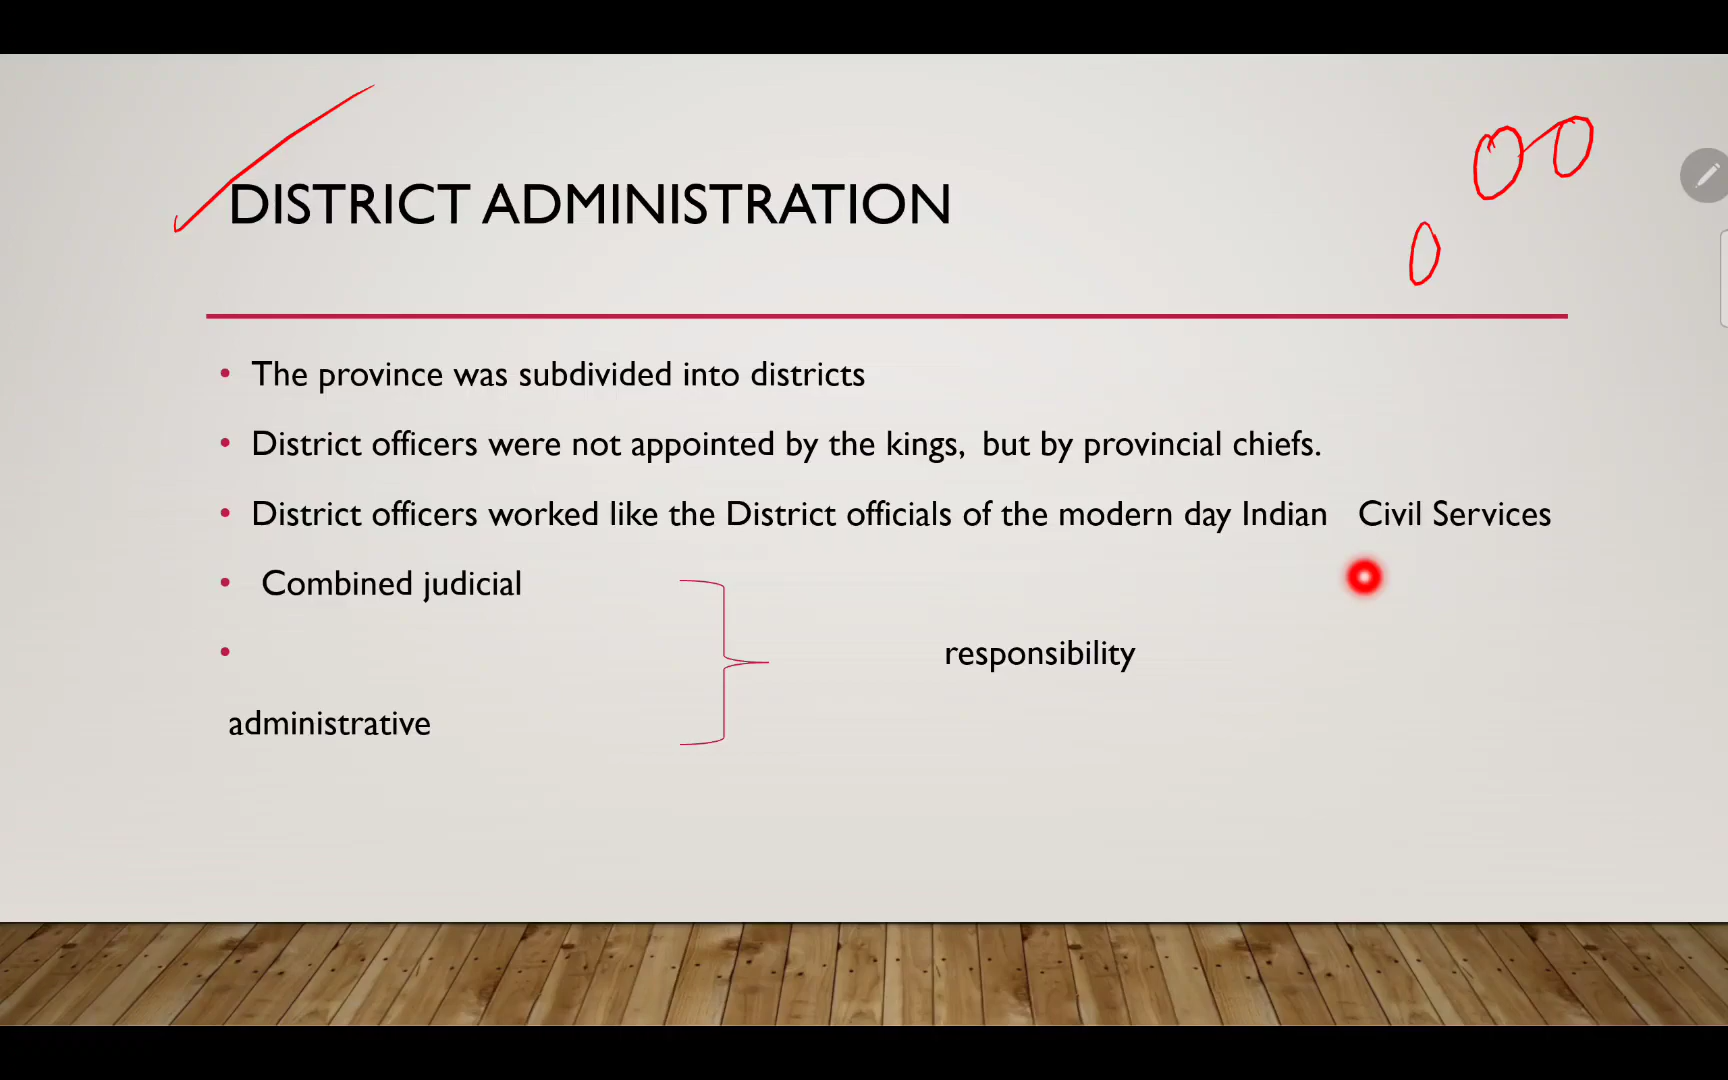 DISTRICT ADMINISTRATION
• The province was subdivided into districts
• District officers were not appointed by the kings, but by provincial chiefs.
• District officers worked like the District officials of the modern day Indian Civil Services
• Combined judicial
• responsibility
administrative